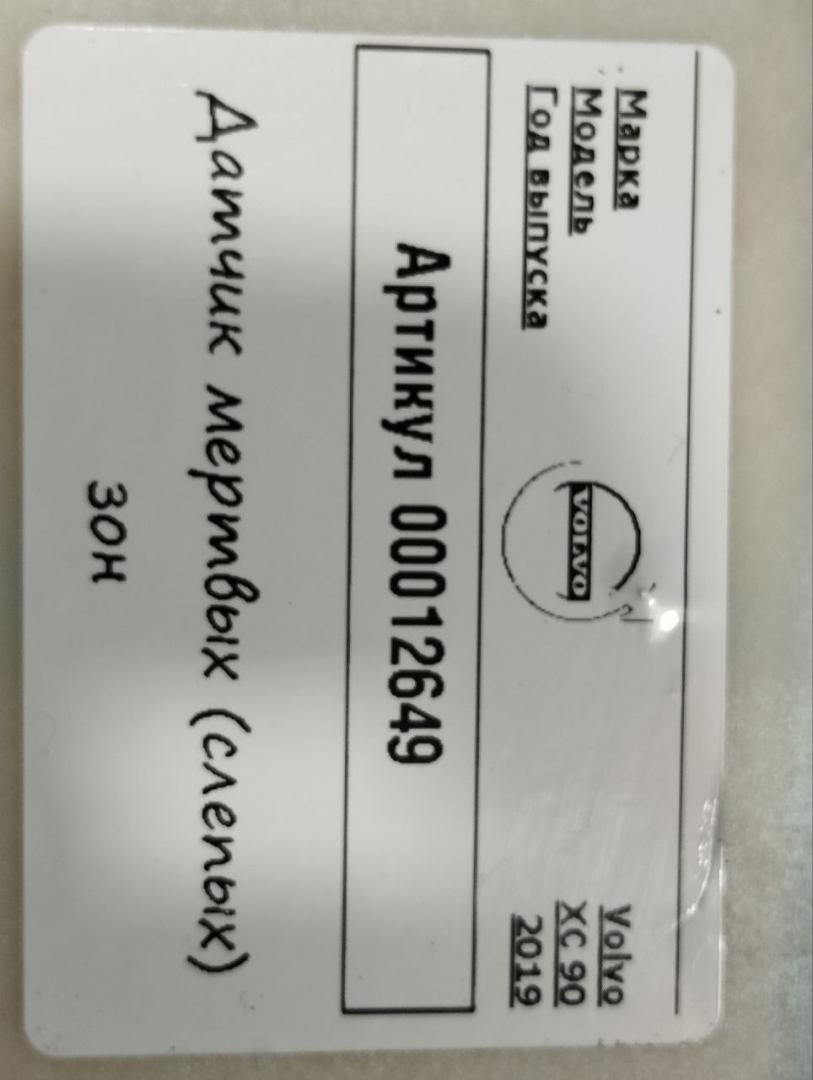 Марка Volvo
Модель XC 90
Год выпуска 2019
VOLVO
Артикул 00012649
Датчик мертвых (слепых)
зон